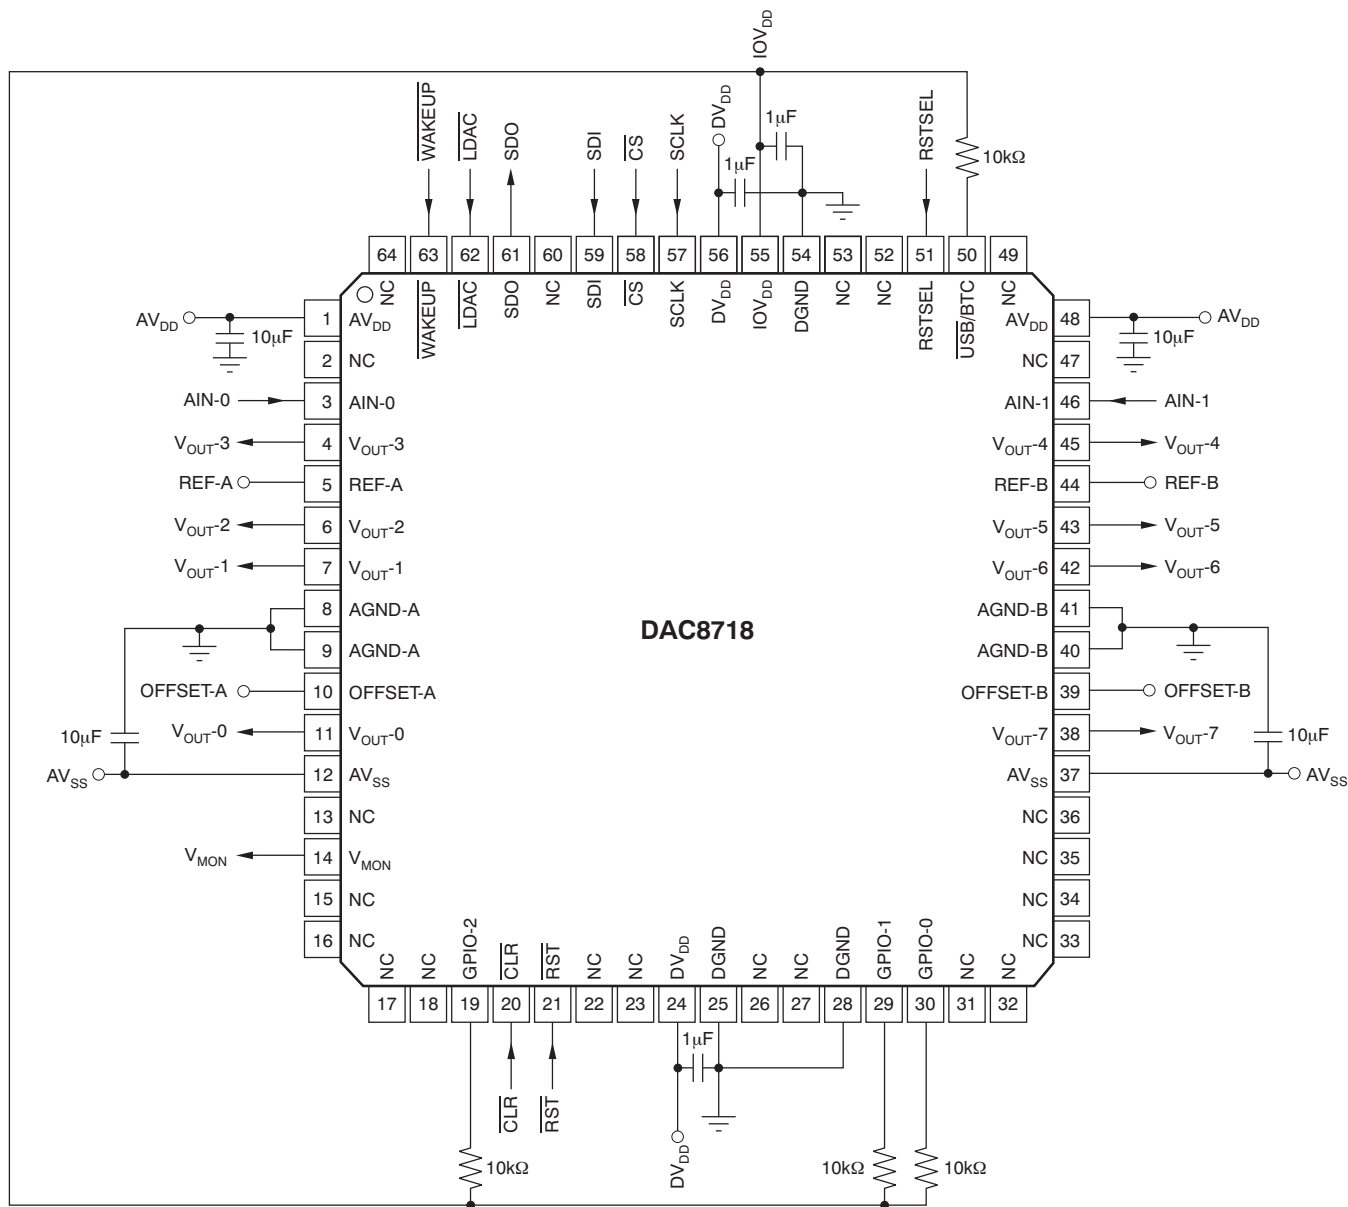 IOVDD
WAKEUP
LDAC
SDO
SDI
CS
SCLK
DVDD
1µF
1µF
RSTSEL
10kΩ
64 63 62 61 60 59 58 57 56 55 54 53 52 51 50 49
NC WAKEUP LDAC SDO NC SDI CS SCLK DVDD IOVDD DGND NC NC RSTSEL USB/BTC NC
AVDD 10µF 1 AVDD
2 NC
AIN-0 3 AIN-0
VOUT-3 4 VOUT-3
REF-A 5 REF-A
VOUT-2 6 VOUT-2
VOUT-1 7 VOUT-1
8 AGND-A
9 AGND-A
OFFSET-A 10 OFFSET-A
10µF VOUT-0 11 VOUT-0
AVSS 12 AVSS
13 NC
VMON 14 VMON
15 NC
16 NC
DAC8718
AVDD 48 10µF AVDD
NC 47
AIN-1 46 AIN-1
VOUT-4 45 VOUT-4
REF-B 44 REF-B
VOUT-5 43 VOUT-5
VOUT-6 42 VOUT-6
AGND-B 41
AGND-B 40
OFFSET-B 39 OFFSET-B
VOUT-7 38 VOUT-7 10µF
AVSS 37 AVSS
NC 36
NC 35
NC 34
NC 33
NC NC GPIO-2 CLR RST NC NC DVDD DGND NC NC DGND GPIO-1 GPIO-0 NC NC
17 18 19 20 21 22 23 24 25 26 27 28 29 30 31 32
1µF
CLR
RST
DVDD
10kΩ
10kΩ
10kΩ